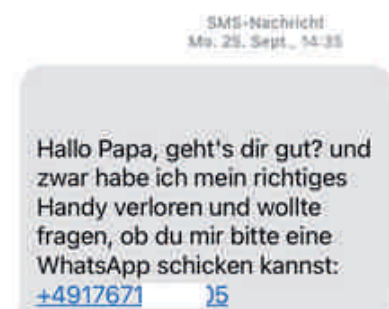 SMS-Nachricht
Mo. 25. Sept., 14:35
Hallo Papa, geht's dir gut? und
zwar habe ich mein richtiges
Handy verloren und wollte
fragen, ob du mir bitte eine
WhatsApp schicken kannst:
+4917671 05